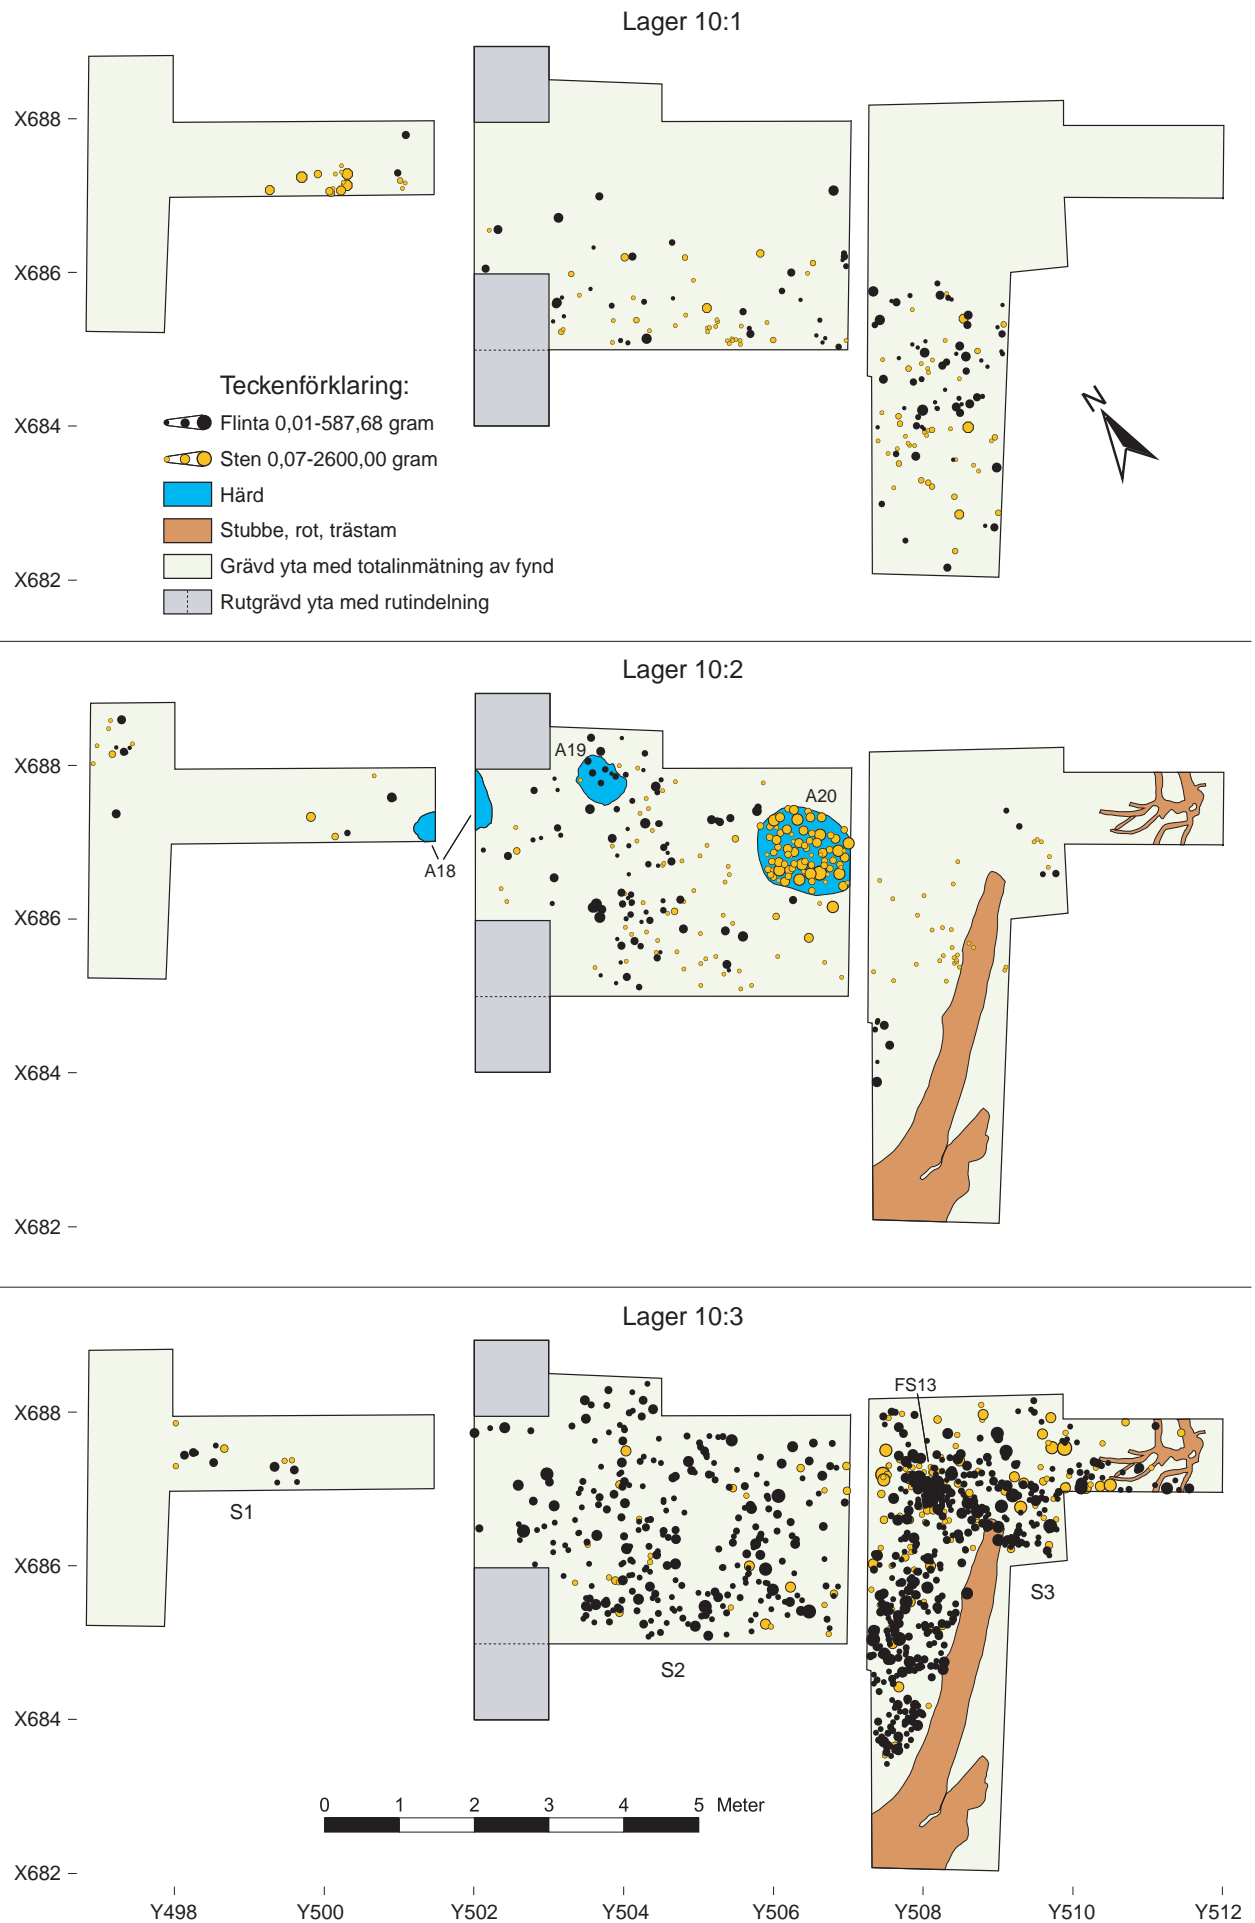 Lager 10:1
X688
X686
X684
X682
Teckenförklaring:
Flinta 0,01-587,68 gram
Sten 0,07-2600,00 gram
Härd
Stubbe, rot, trästam
Grävd yta med totalinmätning av fynd
Rutgrävd yta med rutindelning
N
Lager 10:2
X688
X686
X684
X682
A19
A20
A18
Lager 10:3
X688
X686
X684
X682
FS13
S1
S2
S3
0 1 2 3 4 5 Meter
Y498 Y500 Y502 Y504 Y506 Y508 Y510 Y512